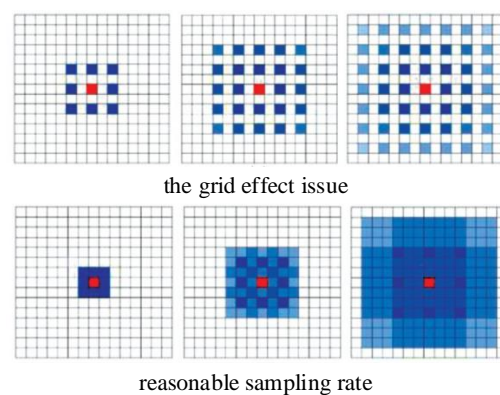 the grid effect issue
reasonable sampling rate